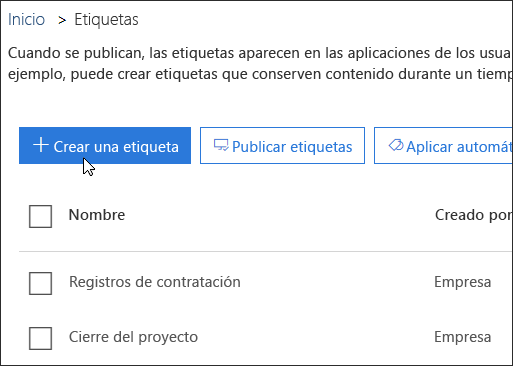 Inicio > Etiquetas
Cuando se publican, las etiquetas aparecen en las aplicaciones de los usua
ejemplo, puede crear etiquetas que conserven contenido durante un tiemp
Crear una etiqueta Publicar etiquetas Aplicar automát
Nombre Creado por
Registros de contratación Empresa
Cierre del proyecto Empresa